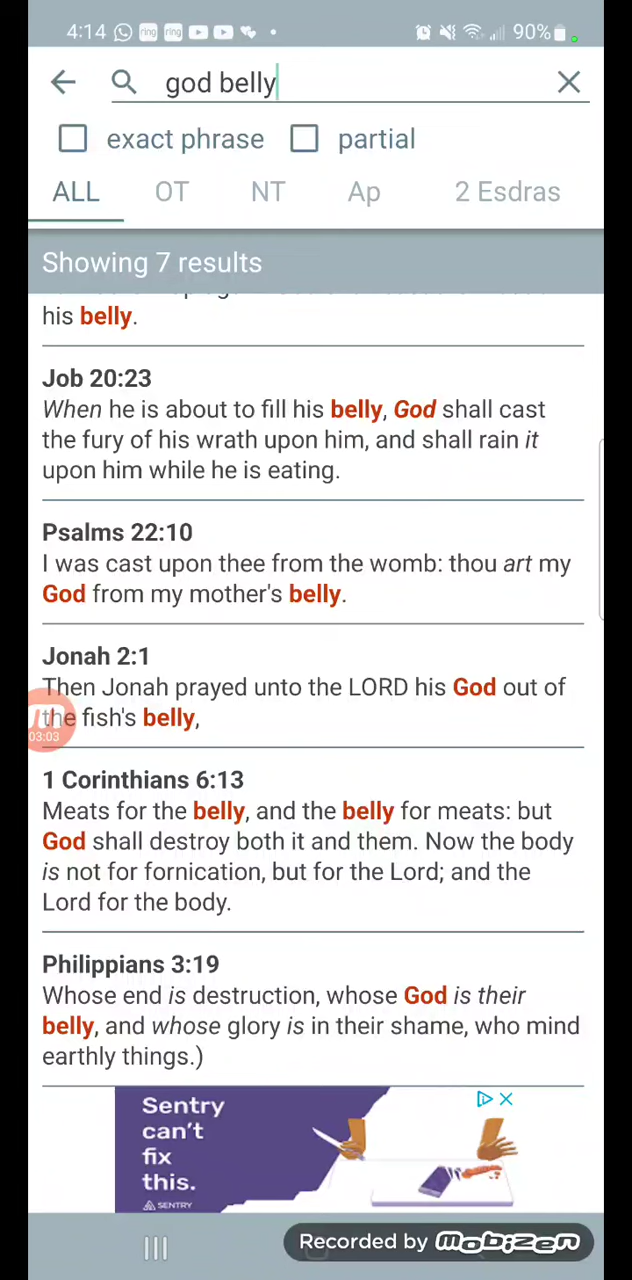 4:14 ring ring 90%
god belly
exact phrase partial
ALL OT NT Ap 2 Esdras
Showing 7 results
his belly.
Job 20:23
When he is about to fill his belly, God shall cast
the fury of his wrath upon him, and shall rain it
upon him while he is eating.
Psalms 22:10
I was cast upon thee from the womb: thou art my
God from my mother's belly.
Jonah 2:1
Then Jonah prayed unto the LORD his God out of
the fish's belly,
03:03
1 Corinthians 6:13
Meats for the belly, and the belly for meats: but
God shall destroy both it and them. Now the body
is not for fornication, but for the Lord; and the
Lord for the body.
Philippians 3:19
Whose end is destruction, whose God is their
belly, and whose glory is in their shame, who mind
earthly things.)
Sentry
can't
fix
this.
SENTRY
Recorded by mobizen